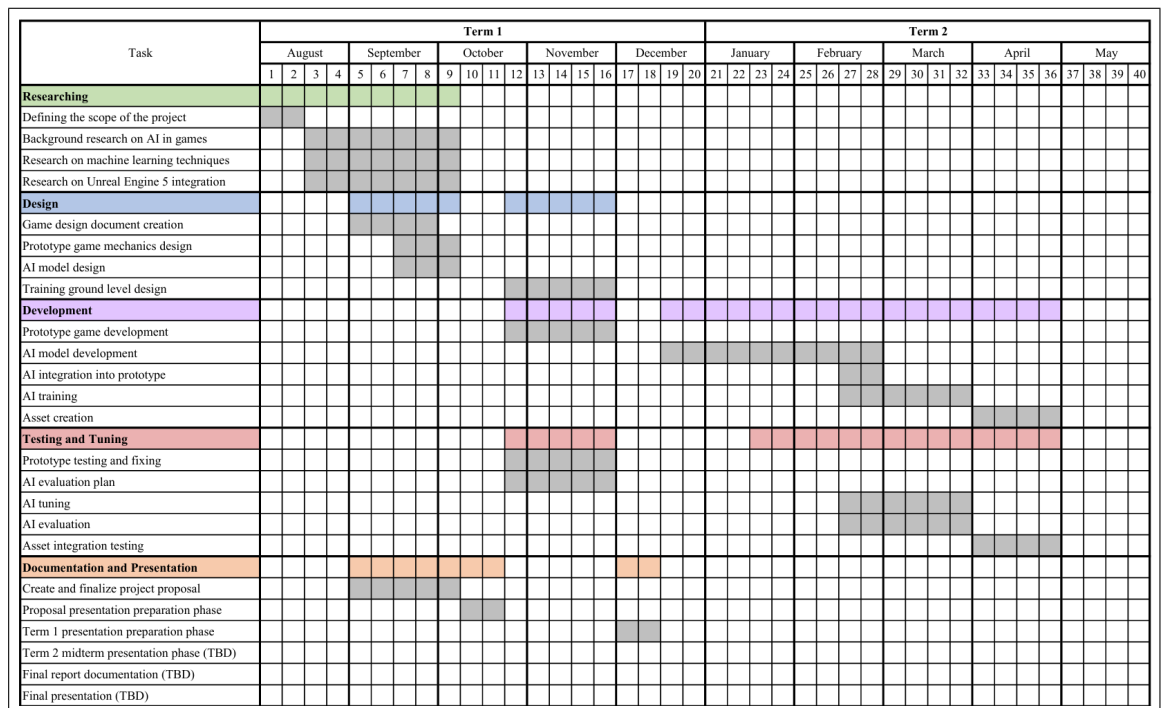 Task
Term 1 Term 2
August September October November December January February March April May
1 2 3 4 5 6 7 8 9 10 11 12 13 14 15 16 17 18 19 20 21 22 23 24 25 26 27 28 29 30 31 32 33 34 35 36 37 38 39 40
Researching
Defining the scope of the project
Background research on AI in games
Research on machine learning techniques
Research on Unreal Engine 5 integration
Design
Game design document creation
Prototype game mechanics design
AI model design
Training ground level design
Development
Prototype game development
AI model development
AI integration into prototype
AI training
Asset creation
Testing and Tuning
Prototype testing and fixing
AI evaluation plan
AI tuning
AI evaluation
Asset integration testing
Documentation and Presentation
Create and finalize project proposal
Proposal presentation preparation phase
Term 1 presentation preparation phase
Term 2 midterm presentation phase (TBD)
Final report documentation (TBD)
Final presentation (TBD)